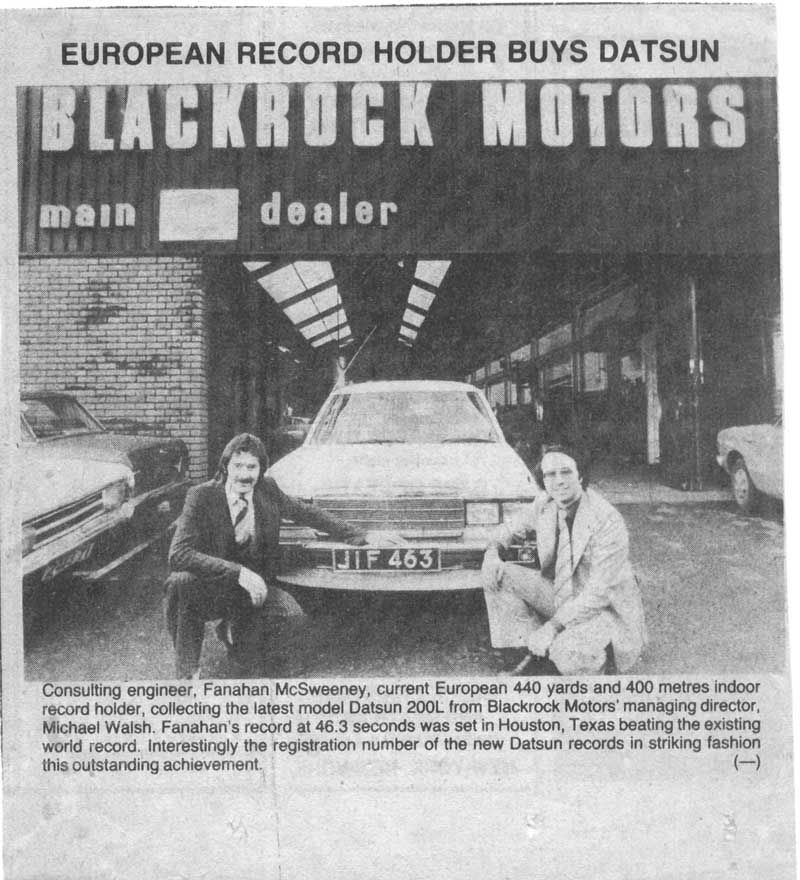 EUROPEAN RECORD HOLDER BUYS DATSUN
BLACKROCK MOTORS
main dealer
JIF 463
Consulting engineer, Fanahan McSweeney, current European 440 yards and 400 metres indoor
record holder, collecting the latest model Datsun 200L from Blackrock Motors' managing director,
Michael Walsh. Fanahan's record at 46.3 seconds was set in Houston, Texas beating the existing
world record. Interestingly the registration number of the new Datsun records in striking fashion
this outstanding achievement. (—)